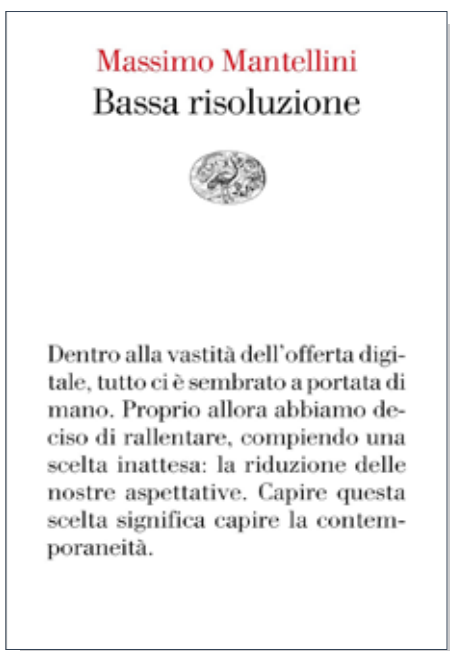 Massimo Mantellini
Bassa risoluzione
Dentro alla vastità dell'offerta digi-
tale, tutto ci è sembrato a portata di
mano. Proprio allora abbiamo de-
ciso di rallentare, compiendo una
scelta inattesa: la riduzione delle
nostre aspettative. Capire questa
scelta significa capire la contem-
poraneità.